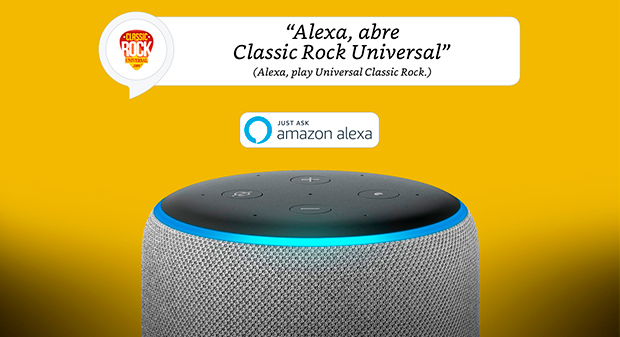 CLASSIC
ROCK
UNIVERSAL
"Alexa, abre
Classic Rock Universal"
(Alexa, play Universal Classic Rock.)
JUST ASK
amazon alexa